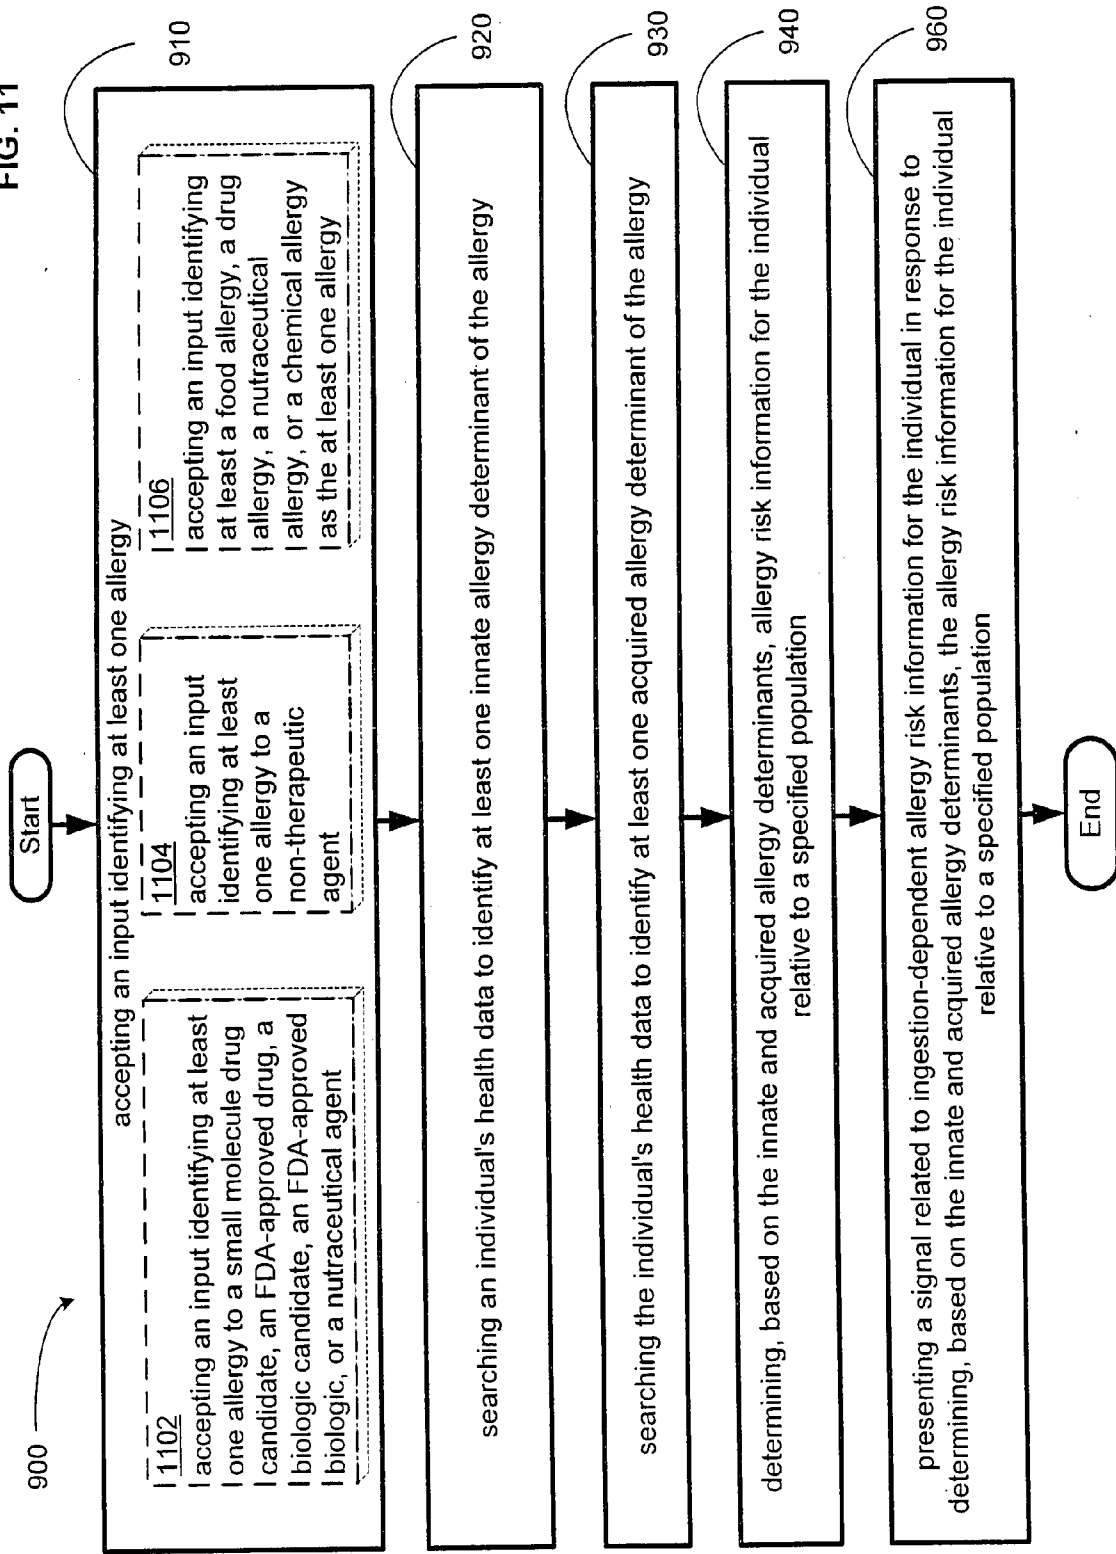 FIG. 11
900
Start
910
accepting an input identifying at least one allergy
1102
accepting an input identifying at least
one allergy to a small molecule drug
candidate, an FDA-approved drug, a
biologic candidate, an FDA-approved
biologic, or a nutraceutical agent
1104
accepting an input
identifying at least
one allergy to a
non-therapeutic
agent
1106
accepting an input identifying
at least a food allergy, a drug
allergy, a nutraceutical
allergy, or a chemical allergy
as the at least one allergy
920
searching an individual's health data to identify at least one innate allergy determinant of the allergy
930
searching the individual's health data to identify at least one acquired allergy determinant of the allergy
940
determining, based on the innate and acquired allergy determinants, allergy risk information for the individual
relative to a specified population
960
presenting a signal related to ingestion-dependent allergy risk information for the individual in response to
determining, based on the innate and acquired allergy determinants, the allergy risk information for the individual
relative to a specified population
End